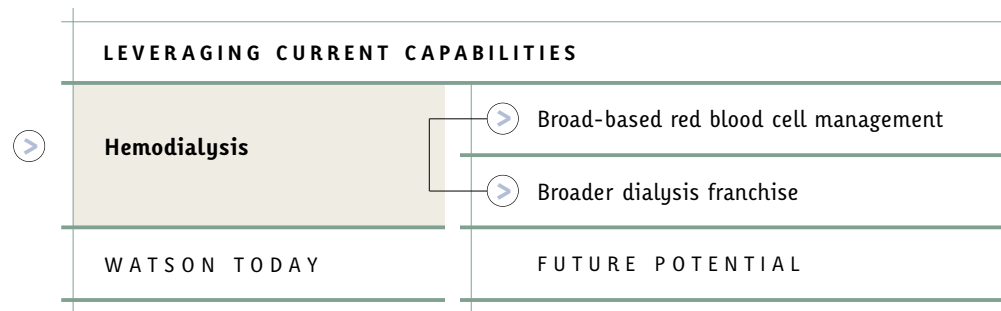 LEVERAGING CURRENT CAPABILITIES
Hemodialysis
Broad-based red blood cell management
Broader dialysis franchise
WATSON TODAY
FUTURE POTENTIAL